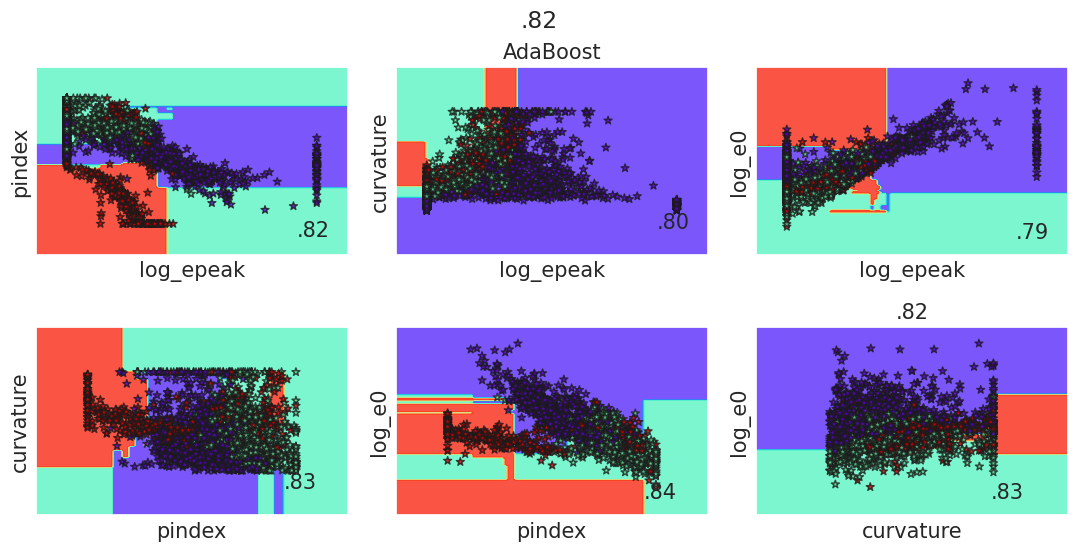 .82
AdaBoost
pindex
.82
log_epeak
curvature
.80
log_epeak
log_e0
.79
log_epeak
curvature
.83
pindex
log_e0
.84
pindex
.82
log_e0
.83
curvature